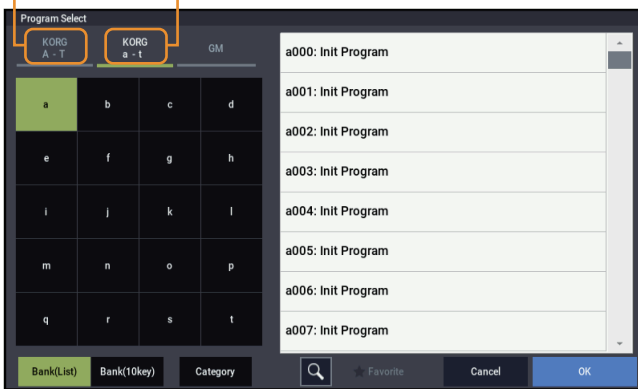 Program Select
KORG
A - T
KORG
a - t
GM
a b c d
e f g h
i j k l
m n o p
q r s t
a000: Init Program
a001: Init Program
a002: Init Program
a003: Init Program
a004: Init Program
a005: Init Program
a006: Init Program
a007: Init Program
Bank(List) Bank(10key) Category Favorite Cancel OK